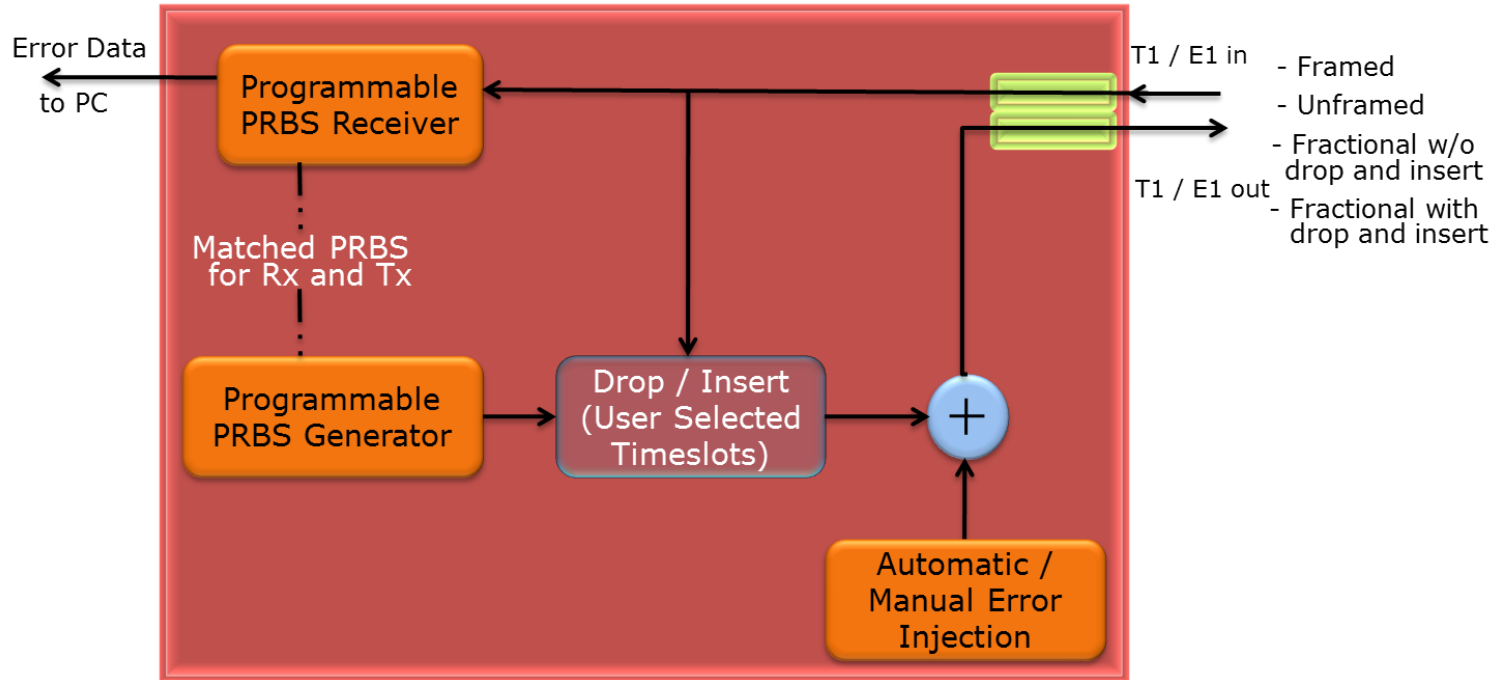 Error Data
to PC
Programmable
PRBS Receiver
T1 / E1 in
- Framed
- Unframed
- Fractional w/o
drop and insert
T1 / E1 out
- Fractional with
drop and insert
Matched PRBS
for Rx and Tx
Programmable
PRBS Generator
Drop / Insert
(User Selected
Timeslots)
+
Automatic /
Manual Error
Injection